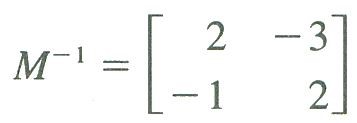 M⁻¹ = [ 2 −3
−1 2 ]